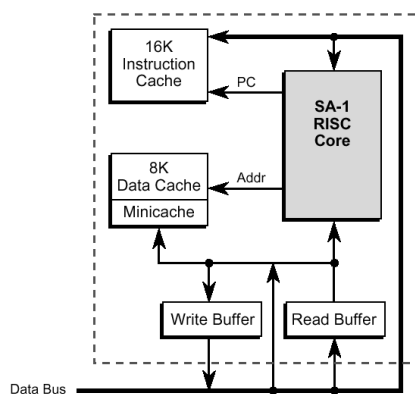 16K
Instruction
Cache
PC
SA-1
RISC
Core
8K
Data Cache
Addr
Minicache
Write Buffer
Read Buffer
Data Bus